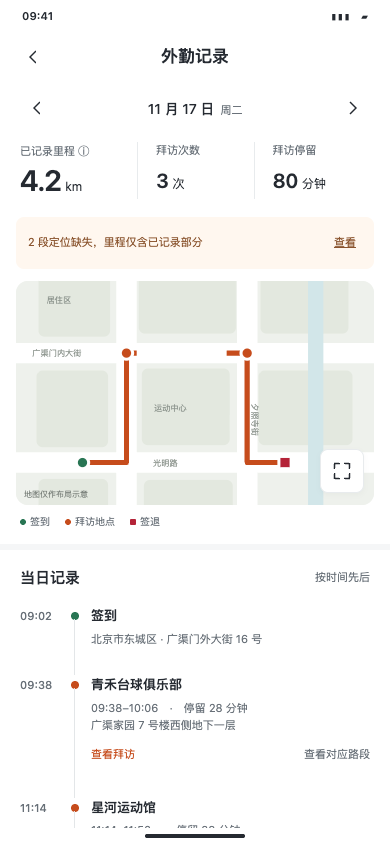 09:41
外勤记录
11 月 17 日 周二
已记录里程 ⓘ
拜访次数
拜访停留
4.2 km
3 次
80 分钟
2 段定位缺失，里程仅含已记录部分
查看
居住区
广渠门内大街
运动中心
夕照寺街
光明路
地图仅作布局示意
签到
拜访地点
签退
当日记录
按时间先后
09:02
签到
北京市东城区 · 广渠门外大街 16 号
09:38
青禾台球俱乐部
09:38–10:06 · 停留 28 分钟
广渠家园 7 号楼西侧地下一层
查看拜访
查看对应路段
11:14
星河运动馆